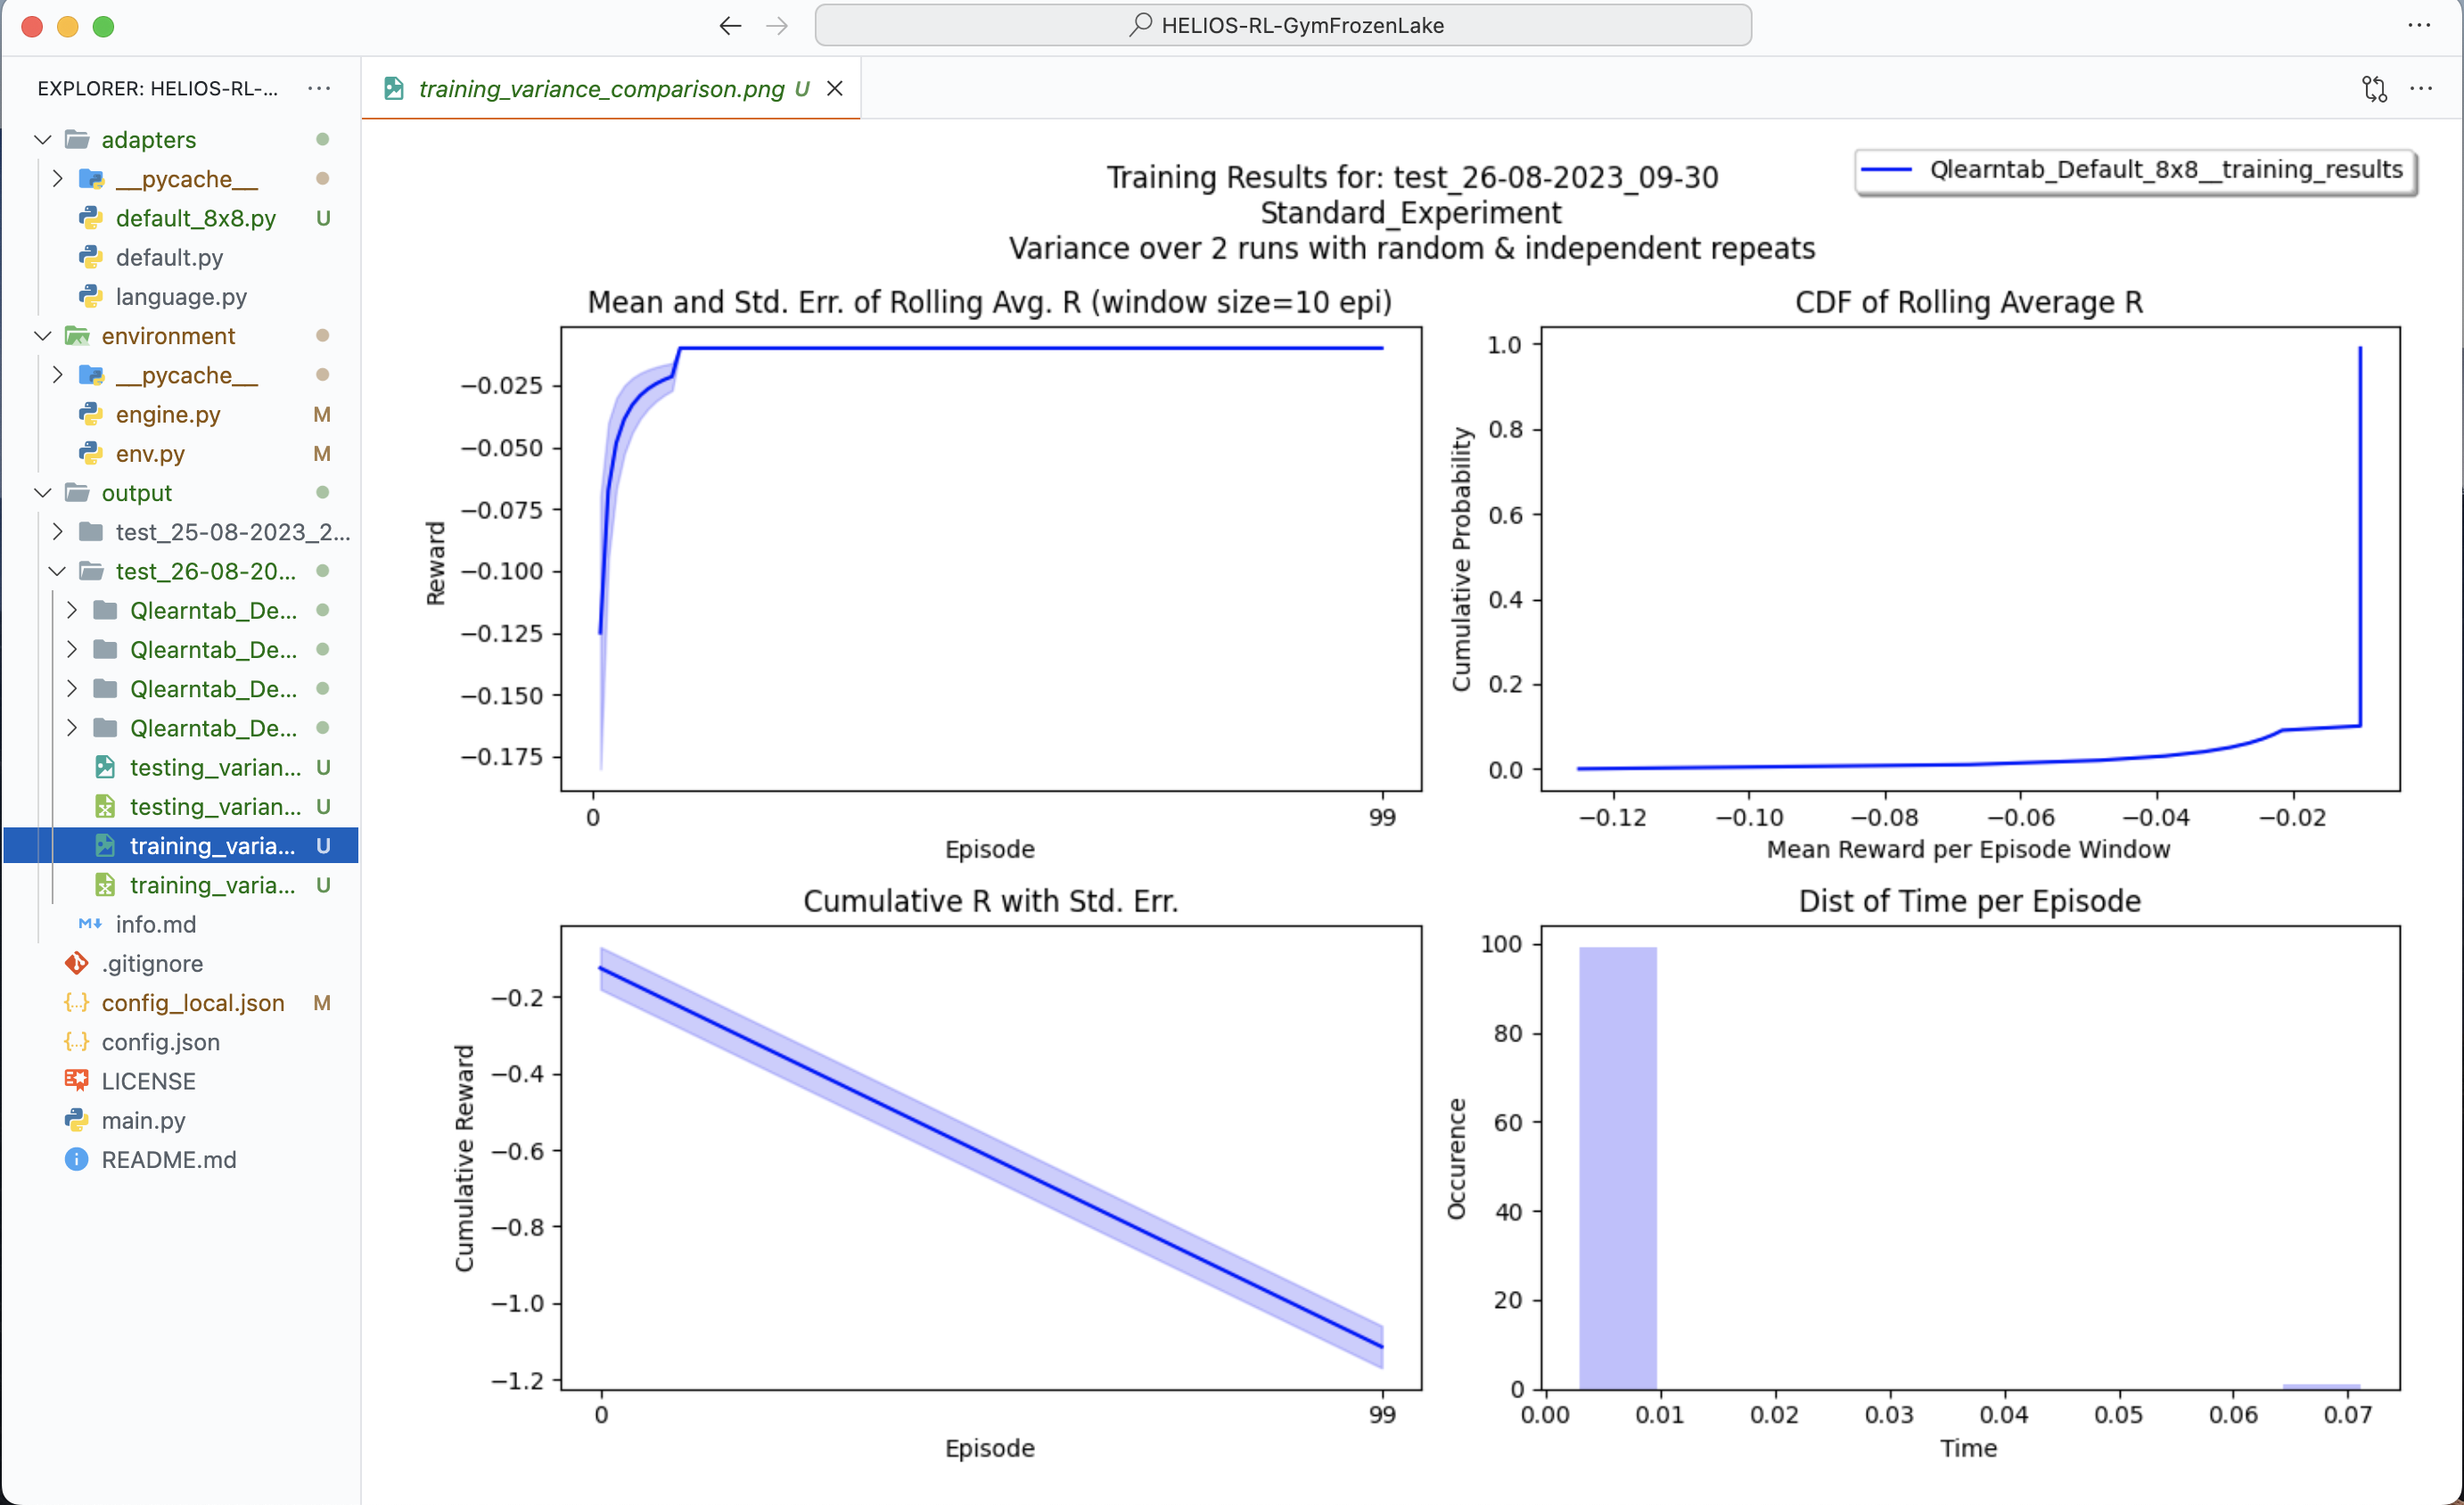 HELIOS-RL-GymFrozenLake
EXPLORER: HELIOS-RL-...
adapters
__pycache__
default_8x8.py U
default.py
language.py
environment
__pycache__
engine.py M
env.py M
output
test_25-08-2023_2...
test_26-08-20...
Qlearntab_De...
Qlearntab_De...
Qlearntab_De...
Qlearntab_De...
testing_varian... U
testing_varian... U
training_varia... U
training_varia... U
info.md
.gitignore
config_local.json M
config.json
LICENSE
main.py
README.md
training_variance_comparison.png U
Training Results for: test_26-08-2023_09-30
Standard_Experiment
Variance over 2 runs with random & independent repeats
Qlearntab_Default_8x8__training_results
Mean and Std. Err. of Rolling Avg. R (window size=10 epi)
Reward
−0.025
−0.050
−0.075
−0.100
−0.125
−0.150
−0.175
0 99
Episode
CDF of Rolling Average R
Cumulative Probability
1.0
0.8
0.6
0.4
0.2
0.0
−0.12 −0.10 −0.08 −0.06 −0.04 −0.02
Mean Reward per Episode Window
Cumulative R with Std. Err.
Cumulative Reward
−0.2
−0.4
−0.6
−0.8
−1.0
−1.2
0 99
Episode
Dist of Time per Episode
Occurence
100
80
60
40
20
0
0.00 0.01 0.02 0.03 0.04 0.05 0.06 0.07
Time